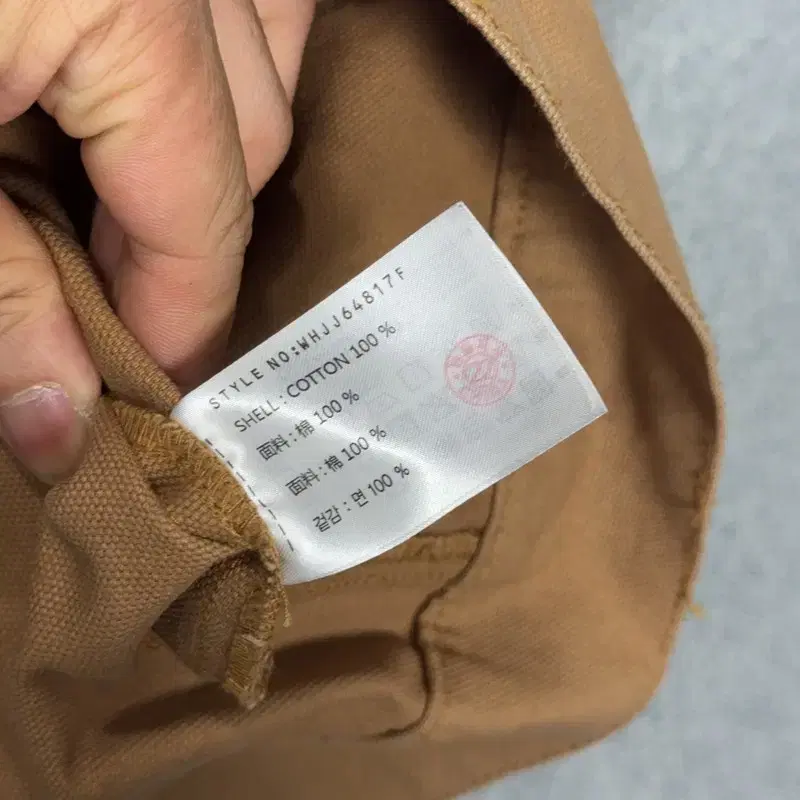 STYLE NO:WHJJ64817F
SHELL : COTTON 100 %
面料 : 棉 100 %
面料 : 棉 100 %
겉감 : 면 100 %